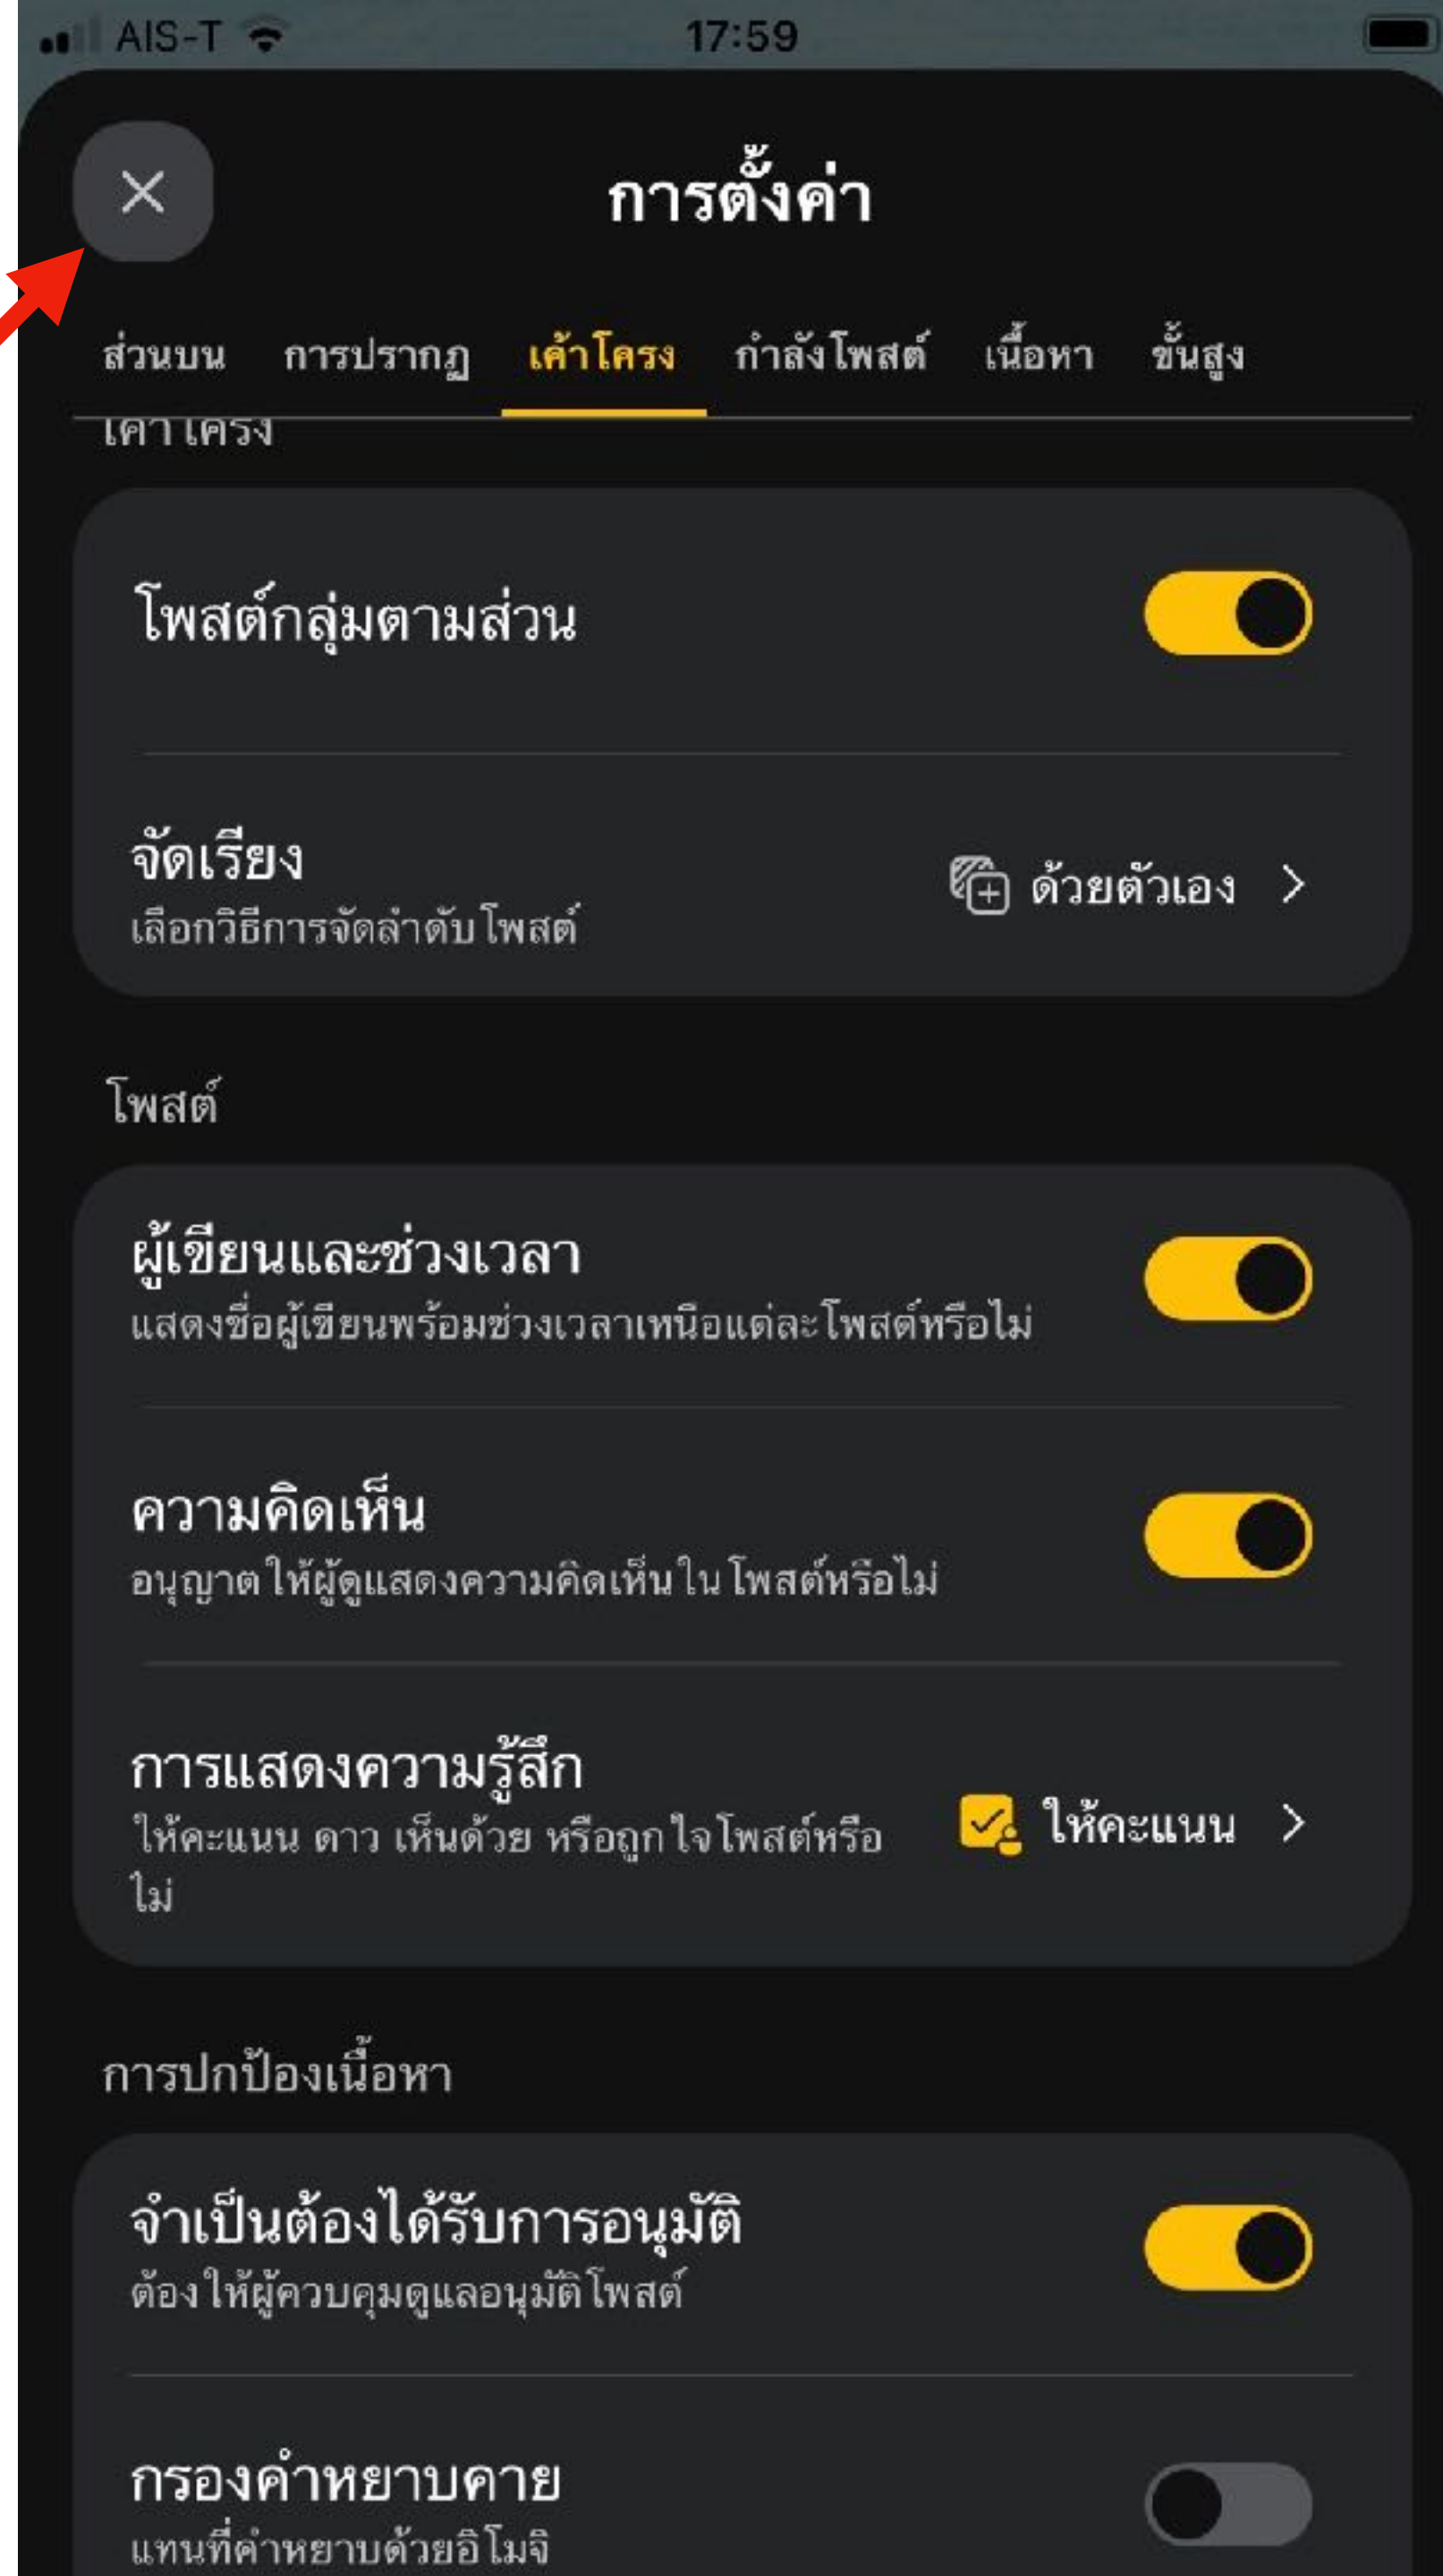 AIS-T 17:59
การตั้งค่า
ส่วนบน การปรากฏ เค้าโครง กำลังโพสต์ เนื้อหา ขั้นสูง
เค้าโครง
โพสต์กลุ่มตามส่วน
จัดเรียง
ด้วยตัวเอง
เลือกวิธีการจัดลำดับโพสต์
โพสต์
ผู้เขียนและช่วงเวลา
แสดงชื่อผู้เขียนพร้อมช่วงเวลาเหนือแต่ละโพสต์หรือไม่
ความคิดเห็น
อนุญาตให้ผู้ดูแสดงความคิดเห็นในโพสต์หรือไม่
การแสดงความรู้สึก
ให้คะแนน ดาว เห็นด้วย หรือถูกใจโพสต์หรือ
ไม่
ให้คะแนน
การปกป้องเนื้อหา
จำเป็นต้องได้รับการอนุมัติ
ต้องให้ผู้ควบคุมดูแลอนุมัติโพสต์
กรองคำหยาบคาย
แทนที่คำหยาบด้วยอิโมจิ